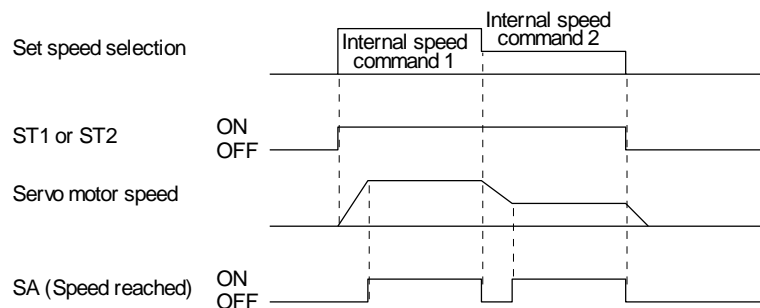 Set speed selection
Internal speed
command 1
Internal speed
command 2
ST1 or ST2
ON
OFF
Servo motor speed
SA (Speed reached)
ON
OFF